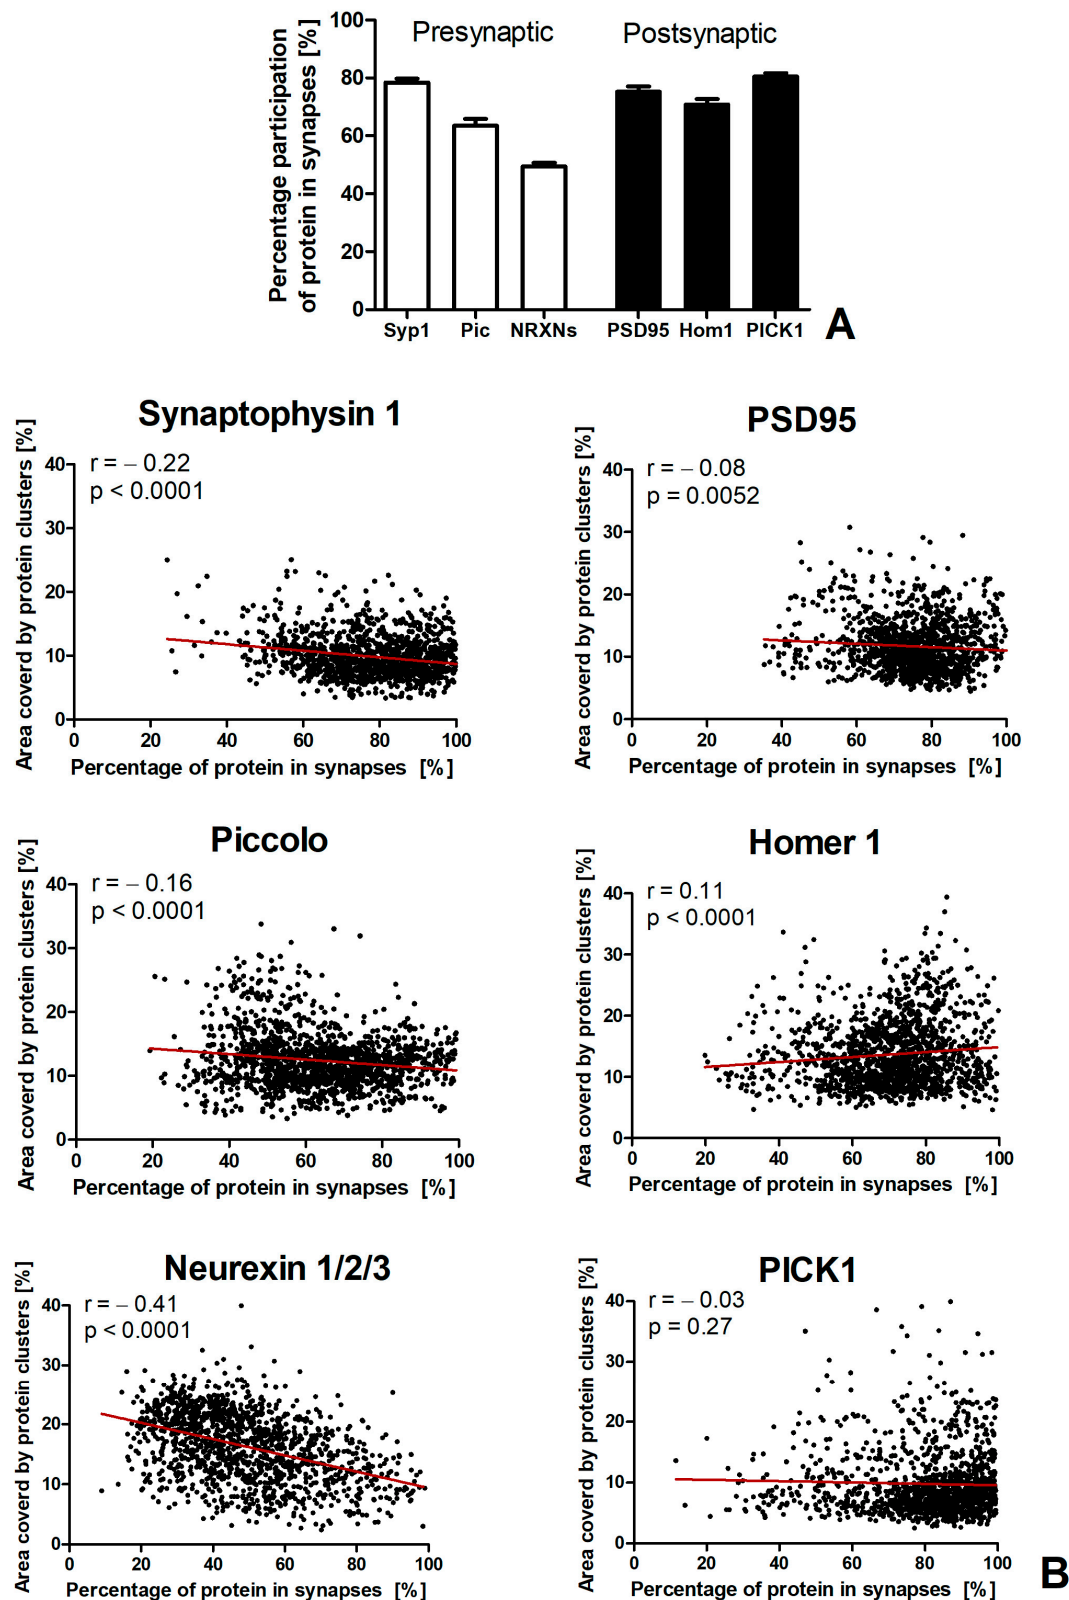 Percentage participation
of protein in synapses [%]
100
80
60
40
20
0
Presynaptic
Postsynaptic
Syp1
Pic
NRXNs
PSD95
Hom1
PICK1
A
Synaptophysin 1
r = – 0.22
p < 0.0001
Area coverd by protein clusters [%]
40
30
20
10
0
0 20 40 60 80 100
Percentage of protein in synapses [%]
PSD95
r = – 0.08
p = 0.0052
Area coverd by protein clusters [%]
40
30
20
10
0
0 20 40 60 80 100
Percentage of protein in synapses [%]
Piccolo
r = – 0.16
p < 0.0001
Area coverd by protein clusters [%]
40
30
20
10
0
0 20 40 60 80 100
Percentage of protein in synapses [%]
Homer 1
r = 0.11
p < 0.0001
Area coverd by protein clusters [%]
40
30
20
10
0
0 20 40 60 80 100
Percentage of protein in synapses [%]
Neurexin 1/2/3
r = – 0.41
p < 0.0001
Area coverd by protein clusters [%]
40
30
20
10
0
0 20 40 60 80 100
Percentage of protein in synapses [%]
PICK1
r = – 0.03
p = 0.27
Area coverd by protein clusters [%]
40
30
20
10
0
0 20 40 60 80 100
Percentage of protein in synapses [%]
B